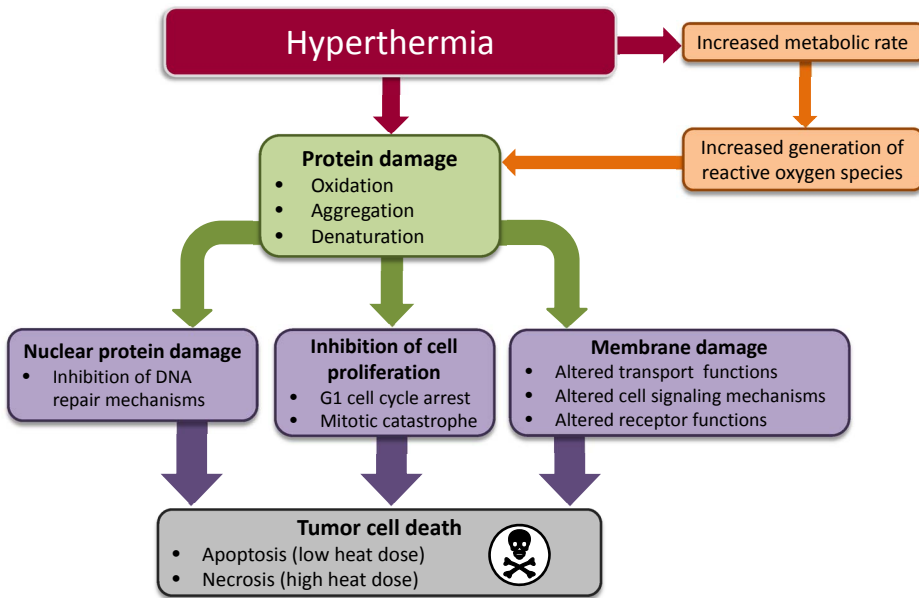 Hyperthermia
Increased metabolic rate
Increased generation of
reactive oxygen species
Protein damage
• Oxidation
• Aggregation
• Denaturation
Nuclear protein damage
• Inhibition of DNA
repair mechanisms
Inhibition of cell
proliferation
• G1 cell cycle arrest
• Mitotic catastrophe
Membrane damage
• Altered transport functions
• Altered cell signaling mechanisms
• Altered receptor functions
Tumor cell death
• Apoptosis (low heat dose)
• Necrosis (high heat dose)